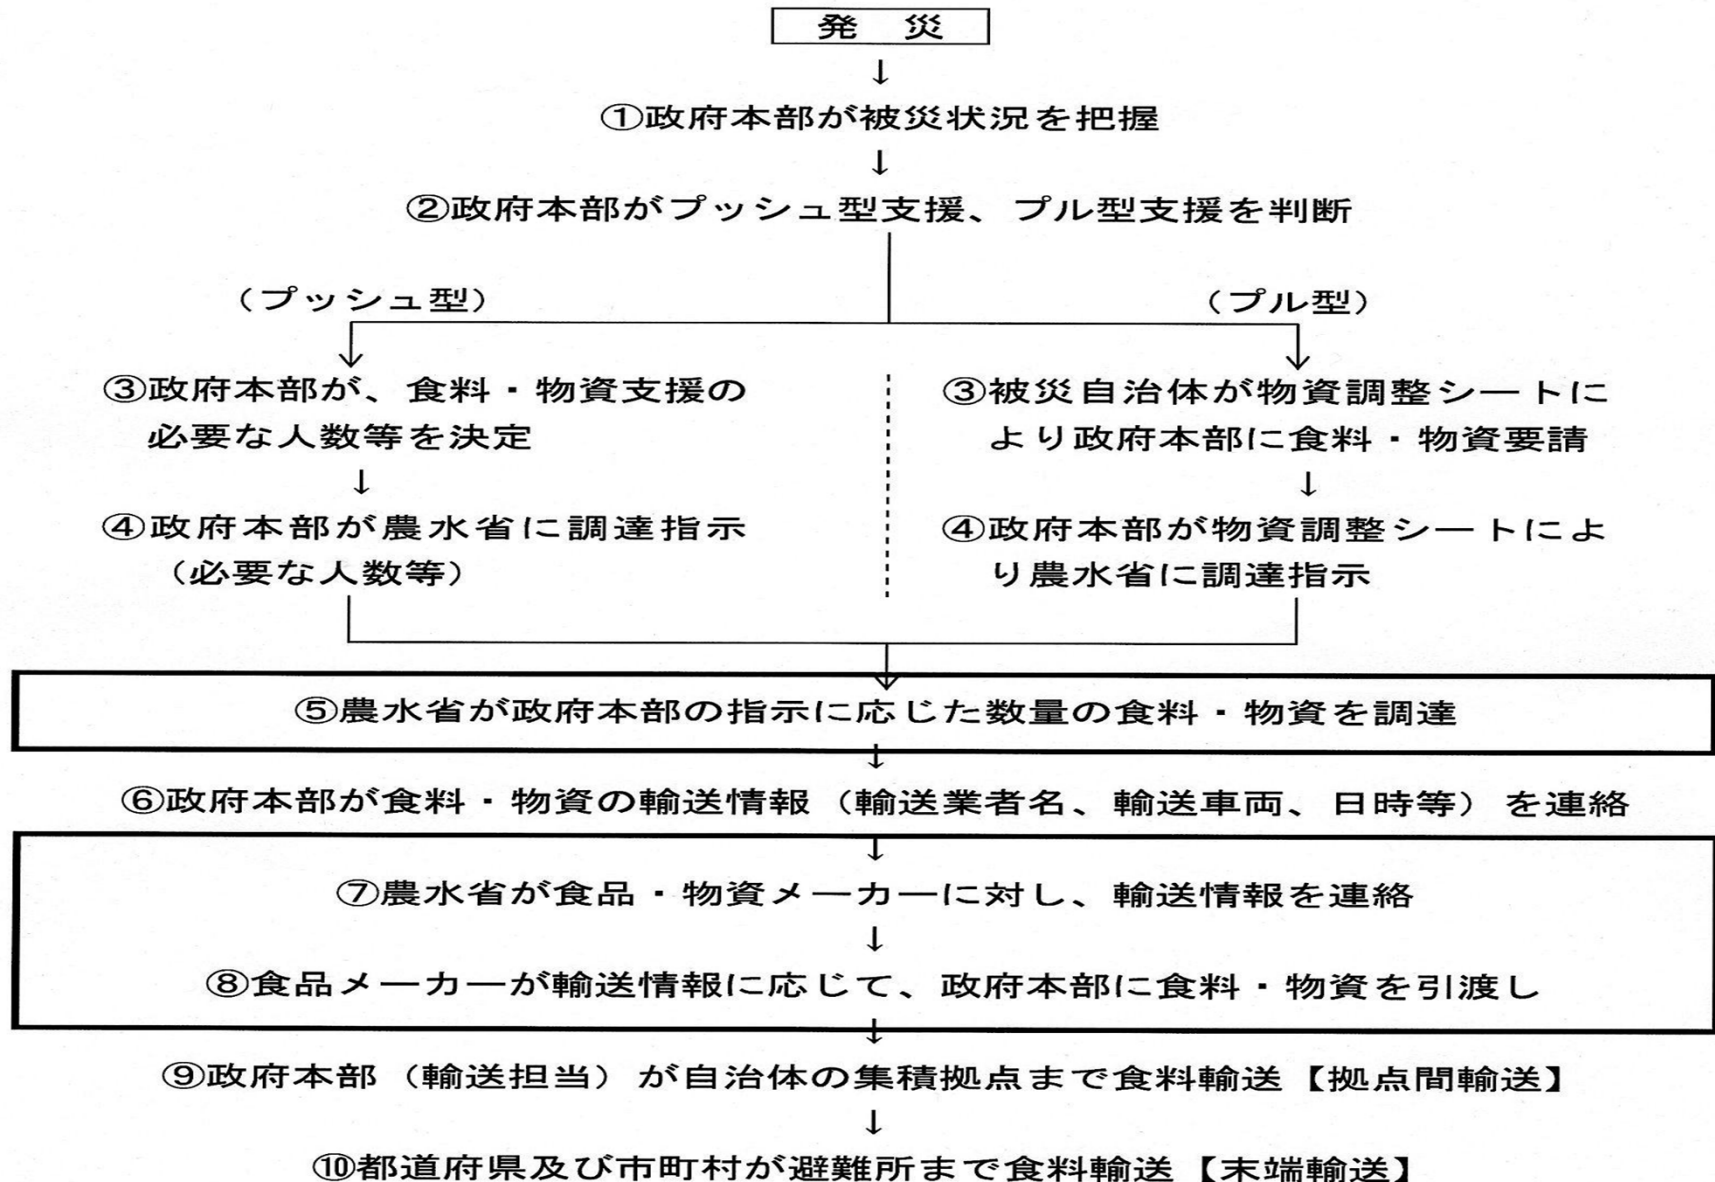 発 災
↓
①政府本部が被災状況を把握
↓
②政府本部がプッシュ型支援、プル型支援を判断
（プッシュ型）
（プル型）
③政府本部が、食料・物資支援の
必要な人数等を決定
↓
④政府本部が農水省に調達指示
（必要な人数等）
③被災自治体が物資調整シートに
より政府本部に食料・物資要請
↓
④政府本部が物資調整シートによ
り農水省に調達指示
⑤農水省が政府本部の指示に応じた数量の食料・物資を調達
↓
⑥政府本部が食料・物資の輸送情報（輸送業者名、輸送車両、日時等）を連絡
↓
⑦農水省が食品・物資メーカーに対し、輸送情報を連絡
↓
⑧食品メーカーが輸送情報に応じて、政府本部に食料・物資を引渡し
↓
⑨政府本部（輸送担当）が自治体の集積拠点まで食料輸送【拠点間輸送】
↓
⑩都道府県及び市町村が避難所まで食料輸送【末端輸送】